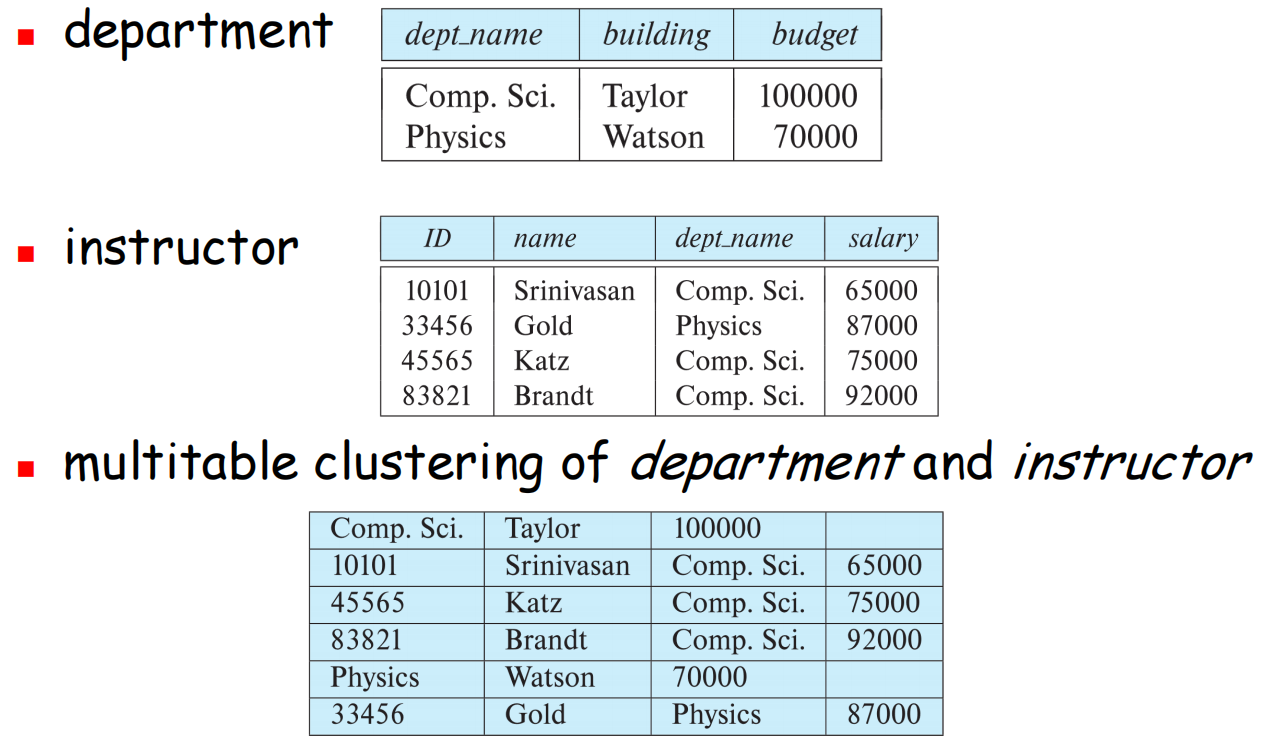 department
dept_name building budget
Comp. Sci. Taylor 100000
Physics Watson 70000
instructor
ID name dept_name salary
10101 Srinivasan Comp. Sci. 65000
33456 Gold Physics 87000
45565 Katz Comp. Sci. 75000
83821 Brandt Comp. Sci. 92000
multitable clustering of department and instructor
Comp. Sci. Taylor 100000
10101 Srinivasan Comp. Sci. 65000
45565 Katz Comp. Sci. 75000
83821 Brandt Comp. Sci. 92000
Physics Watson 70000
33456 Gold Physics 87000